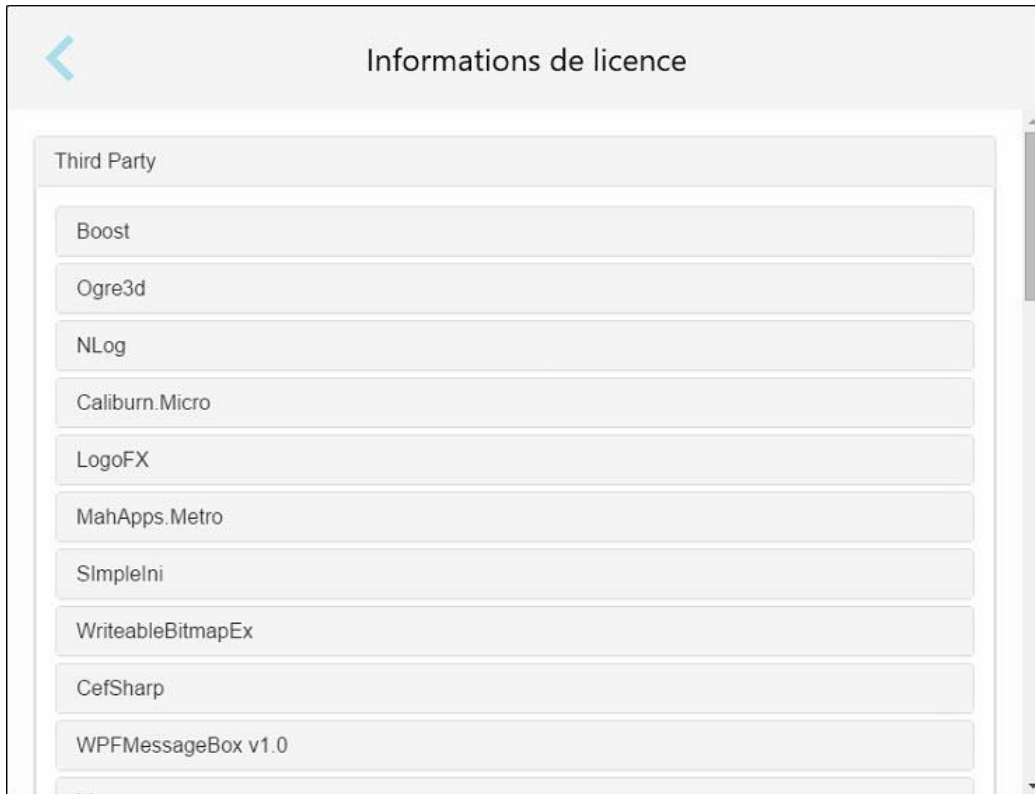 Informations de licence
Third Party
Boost
Ogre3d
NLog
Caliburn.Micro
LogoFX
MahApps.Metro
SImpleIni
WriteableBitmapEx
CefSharp
WPFMessageBox v1.0